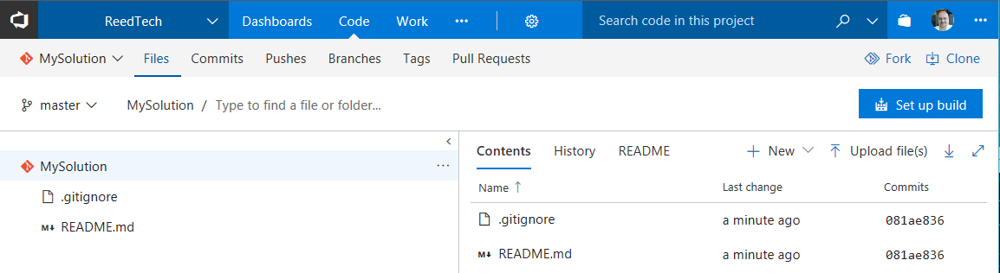 ReedTech Dashboards Code Work ••• Search code in this project •••
MySolution Files Commits Pushes Branches Tags Pull Requests Fork Clone
master MySolution / Type to find a file or folder... Set up build
Contents History README New Upload file(s)
MySolution ...
Name ↑ Last change Commits
.gitignore
.gitignore a minute ago 081ae836
M↓ README.md
M↓ README.md a minute ago 081ae836